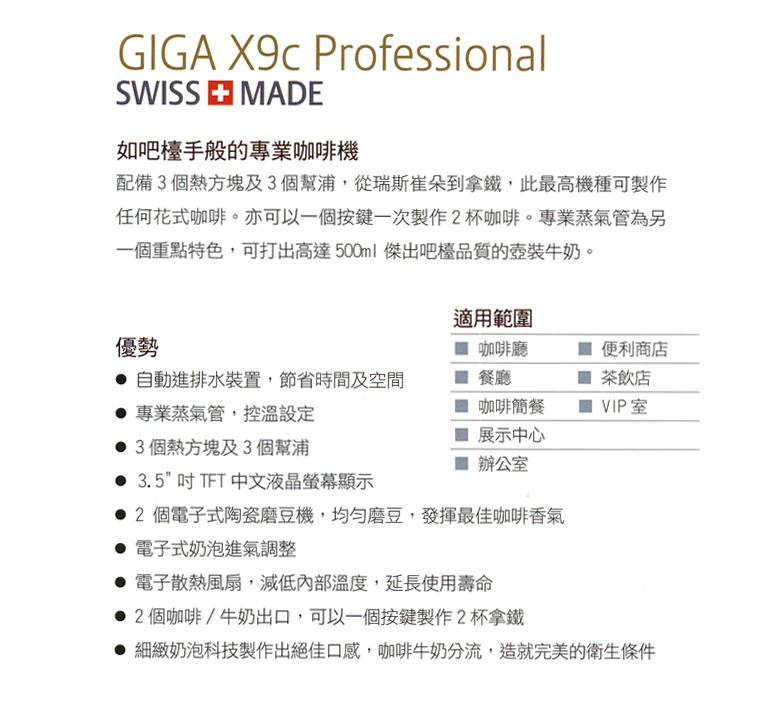 GIGA X9c Professional
SWISS MADE
如吧檯手般的專業咖啡機
配備 3 個熱方塊及 3 個幫浦，從瑞斯崔朵到拿鐵，此最高機種可製作
任何花式咖啡。亦可以一個按鍵一次製作 2 杯咖啡。專業蒸氣管為另
一個重點特色，可打出高達 500ml 傑出吧檯品質的壺裝牛奶。
適用範圍
■ 咖啡廳 ■ 便利商店
■ 餐廳 ■ 茶飲店
■ 咖啡簡餐 ■ VIP 室
■ 展示中心
■ 辦公室
優勢
● 自動進排水裝置，節省時間及空間
● 專業蒸氣管，控溫設定
● 3 個熱方塊及 3 個幫浦
● 3.5" 吋 TFT 中文液晶螢幕顯示
● 2 個電子式陶瓷磨豆機，均勻磨豆，發揮最佳咖啡香氣
● 電子式奶泡進氣調整
● 電子散熱風扇，減低內部溫度，延長使用壽命
● 2 個咖啡 / 牛奶出口，可以一個按鍵製作 2 杯拿鐵
● 細緻奶泡科技製作出絕佳口感，咖啡牛奶分流，造就完美的衛生條件